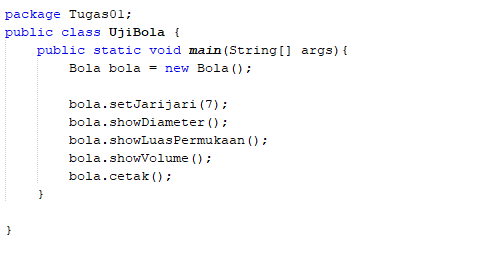 package Tugas01;
public class UjiBola {
public static void main(String[] args){
Bola bola = new Bola();
bola.setJarijari(7);
bola.showDiameter();
bola.showLuasPermukaan();
bola.showVolume();
bola.cetak();
}
}